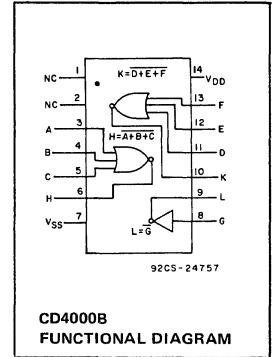 NC 1
K=D+E+F
14 VDD
NC 2
13 F
H=A+B+C
A 3
12 E
B 4
11 D
C 5
10 K
H 6
9 L
VSS 7
L=G
8 G
92CS-24757
CD4000B
FUNCTIONAL DIAGRAM